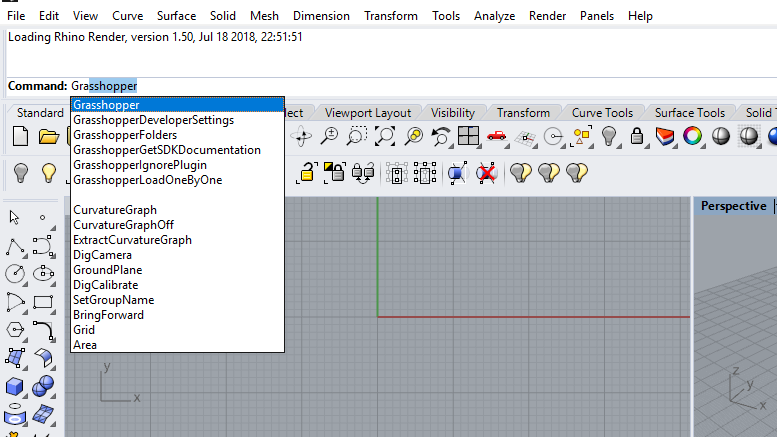 File Edit View Curve Surface Solid Mesh Dimension Transform Tools Analyze Render Panels Help
Loading Rhino Render, version 1.50, Jul 18 2018, 22:51:51
Command: Grasshopper
Standard lect Viewport Layout Visibility Transform Curve Tools Surface Tools Solid T
Grasshopper
GrasshopperDeveloperSettings
GrasshopperFolders
GrasshopperGetSDKDocumentation
GrasshopperIgnorePlugin
GrasshopperLoadOneByOne
CurvatureGraph
CurvatureGraphOff
ExtractCurvatureGraph
DigCamera
GroundPlane
DigCalibrate
SetGroupName
BringForward
Grid
Area
Perspective
y
x
z
y
x